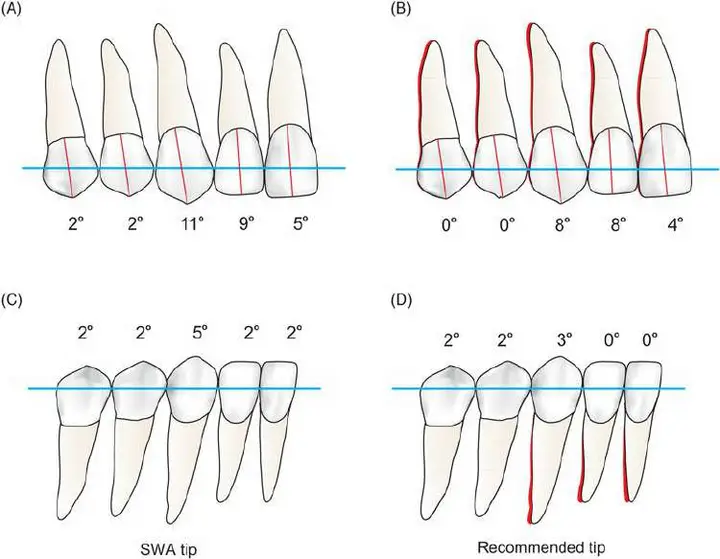 (A)
(B)
2° 2° 11° 9° 5°
0° 0° 8° 8° 4°
(C)
(D)
2° 2° 5° 2° 2°
2° 2° 3° 0° 0°
SWA tip
Recommended tip